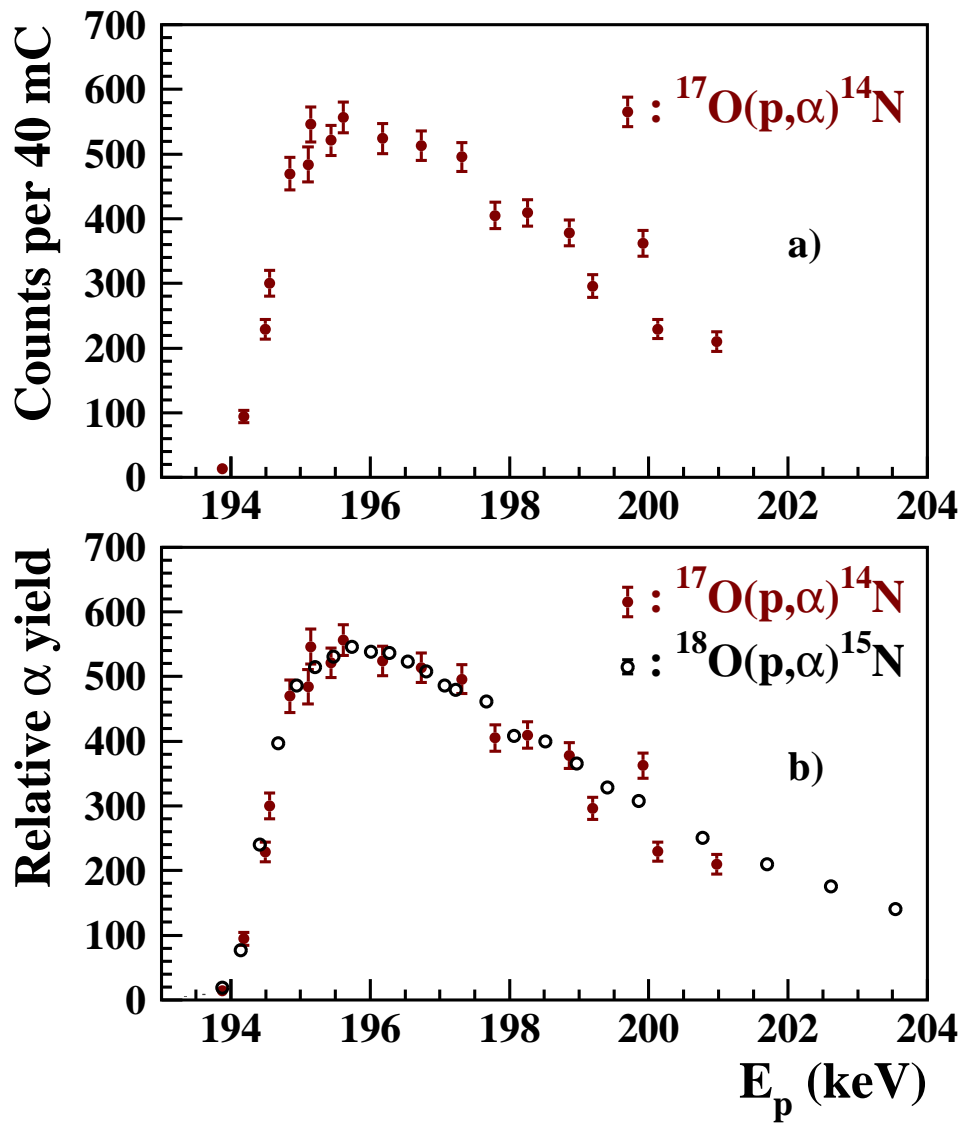 Counts per 40 mC
700
600
500
400
300
200
100
0
: ¹⁷O(p,α)¹⁴N
a)
194 196 198 200 202 204
Relative α yield
700
600
500
400
300
200
100
0
: ¹⁷O(p,α)¹⁴N
: ¹⁸O(p,α)¹⁵N
b)
194 196 198 200 202 204
Eₚ (keV)